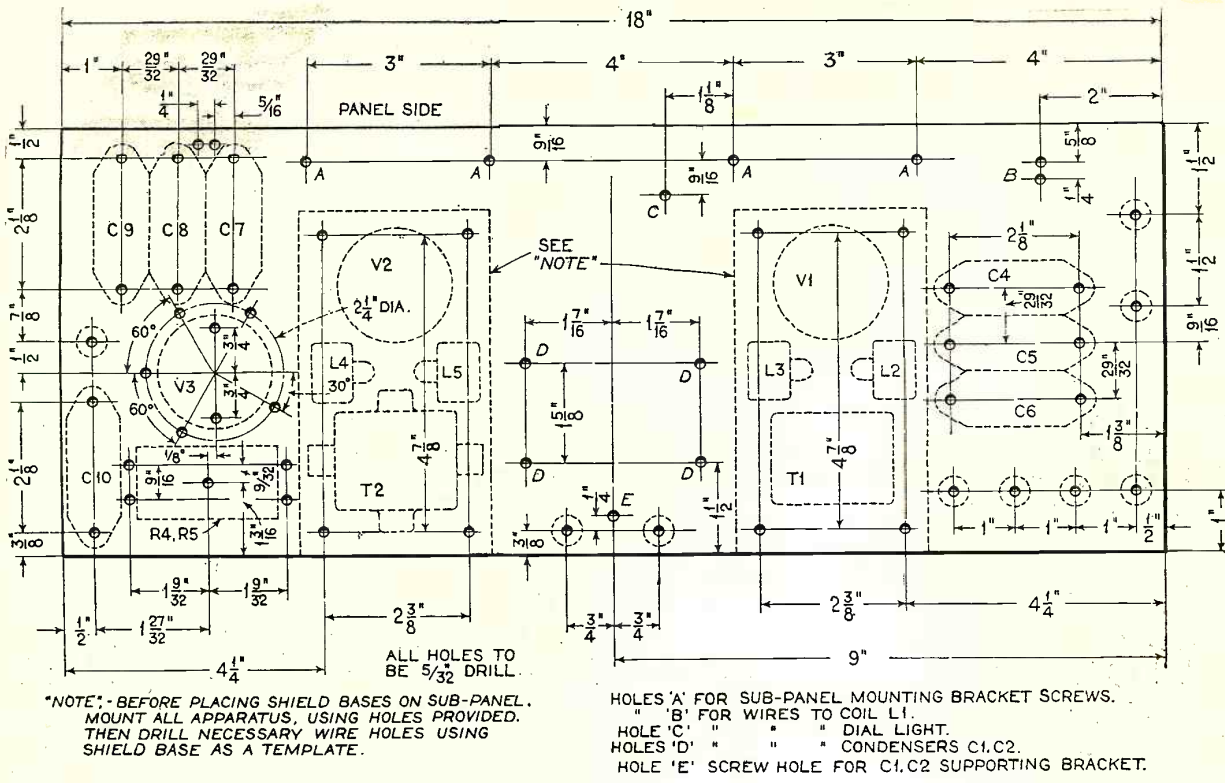 18"
1" 29/32" 29/32" 3" 4" 3" 4"
1/4" 5/16" 1 1/8" 2"
PANEL SIDE
1/2" 9/16" 5/8" 1 1/2"
A A A A
9/16" B
C 1/4"
2 1/8" C9 C8 C7
SEE
"NOTE"
V2 V1
2 1/8" 1 1/2"
C4
29/32"
7/8" 2 1/4" DIA.
60° 3/4"
1 7/16" 1 7/16" 9/16"
1/2" L4 L5 D D L3 L2 C5
V3 30° 29/32"
60° 3/4"
1 5/8" C6
4 7/8" 4 7/8"
1 3/8"
2 1/8" C10 1/8" 9/16" 9/32"
T2 D D T1
1/4" E 1 1/2"
R4, R5 1 3/16"
3/8" 3/8" 1" 1" 1" 1/2" 1"
1 9/32" 1 9/32"
1/2" 1 27/32" 2 3/8" 3/4" 3/4" 2 3/8" 4 1/4"
4 1/4" 9"
ALL HOLES TO
BE 5/32" DRILL.
"NOTE":- BEFORE PLACING SHIELD BASES ON SUB-PANEL,
MOUNT ALL APPARATUS, USING HOLES PROVIDED.
THEN DRILL NECESSARY WIRE HOLES USING
SHIELD BASE AS A TEMPLATE.
HOLES 'A' FOR SUB-PANEL MOUNTING BRACKET SCREWS.
" 'B' FOR WIRES TO COIL L1.
HOLE 'C' " " " DIAL LIGHT.
HOLES 'D' " " " CONDENSERS C1,C2.
HOLE 'E' SCREW HOLE FOR C1,C2 SUPPORTING BRACKET.